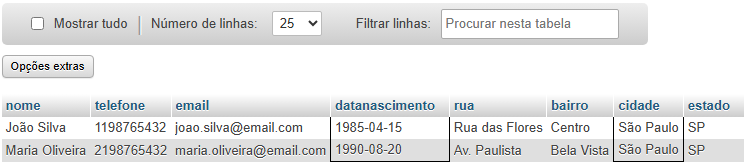 Mostrar tudo Número de linhas: 25 Filtrar linhas: Procurar nesta tabela
Opções extras
nome telefone email datanascimento rua bairro cidade estado
João Silva 1198765432 joao.silva@email.com 1985-04-15 Rua das Flores Centro São Paulo SP
Maria Oliveira 2198765432 maria.oliveira@email.com 1990-08-20 Av. Paulista Bela Vista São Paulo SP